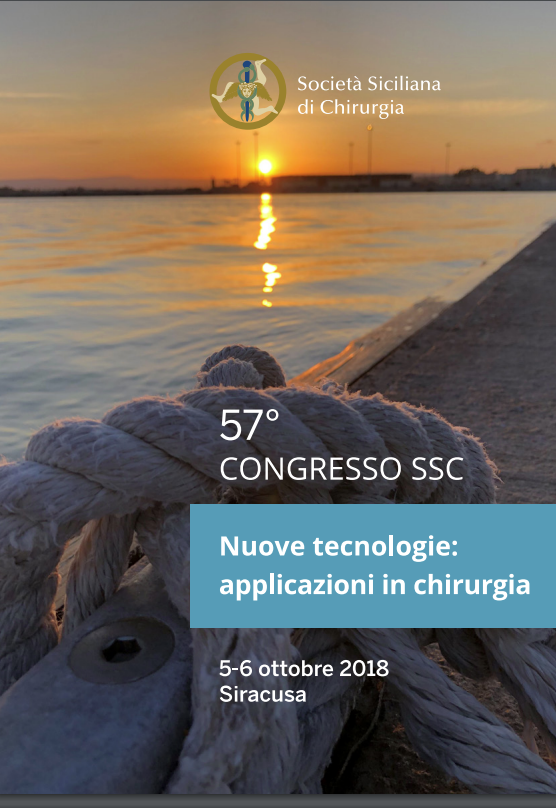 Società Siciliana
di Chirurgia
57°
CONGRESSO SSC
Nuove tecnologie:
applicazioni in chirurgia
5-6 ottobre 2018
Siracusa